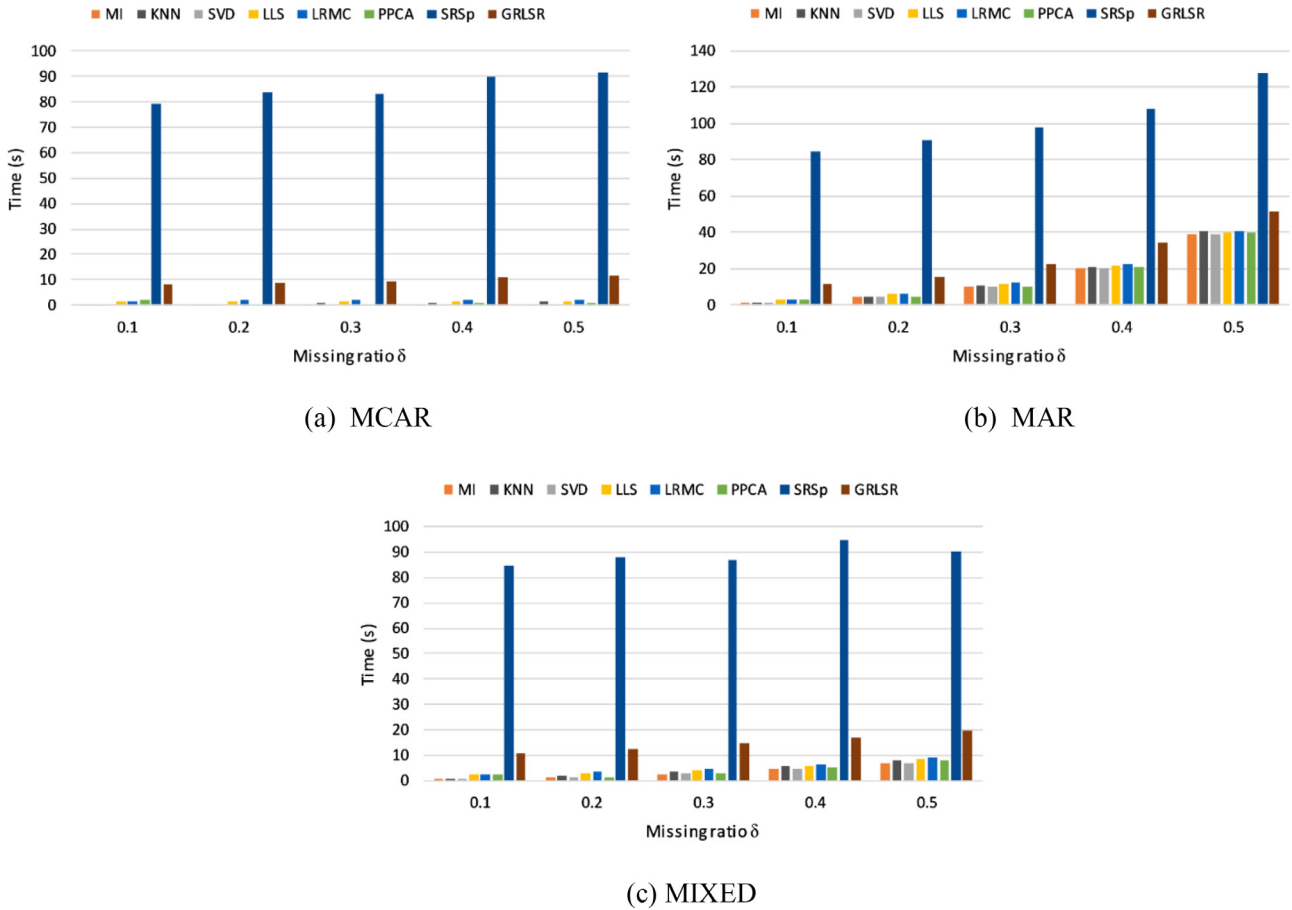 MI KNN SVD LLS LRMC PPCA SRSp GRLSR
100
90
80
70
60
50
40
30
20
10
0
Time (s)
0.1 0.2 0.3 0.4 0.5
Missing ratio δ
(a) MCAR
MI KNN SVD LLS LRMC PPCA SRSp GRLSR
140
120
100
80
60
40
20
0
Time (s)
0.1 0.2 0.3 0.4 0.5
Missing ratio δ
(b) MAR
MI KNN SVD LLS LRMC PPCA SRSp GRLSR
100
90
80
70
60
50
40
30
20
10
0
Time (s)
0.1 0.2 0.3 0.4 0.5
Missing ratio δ
(c) MIXED